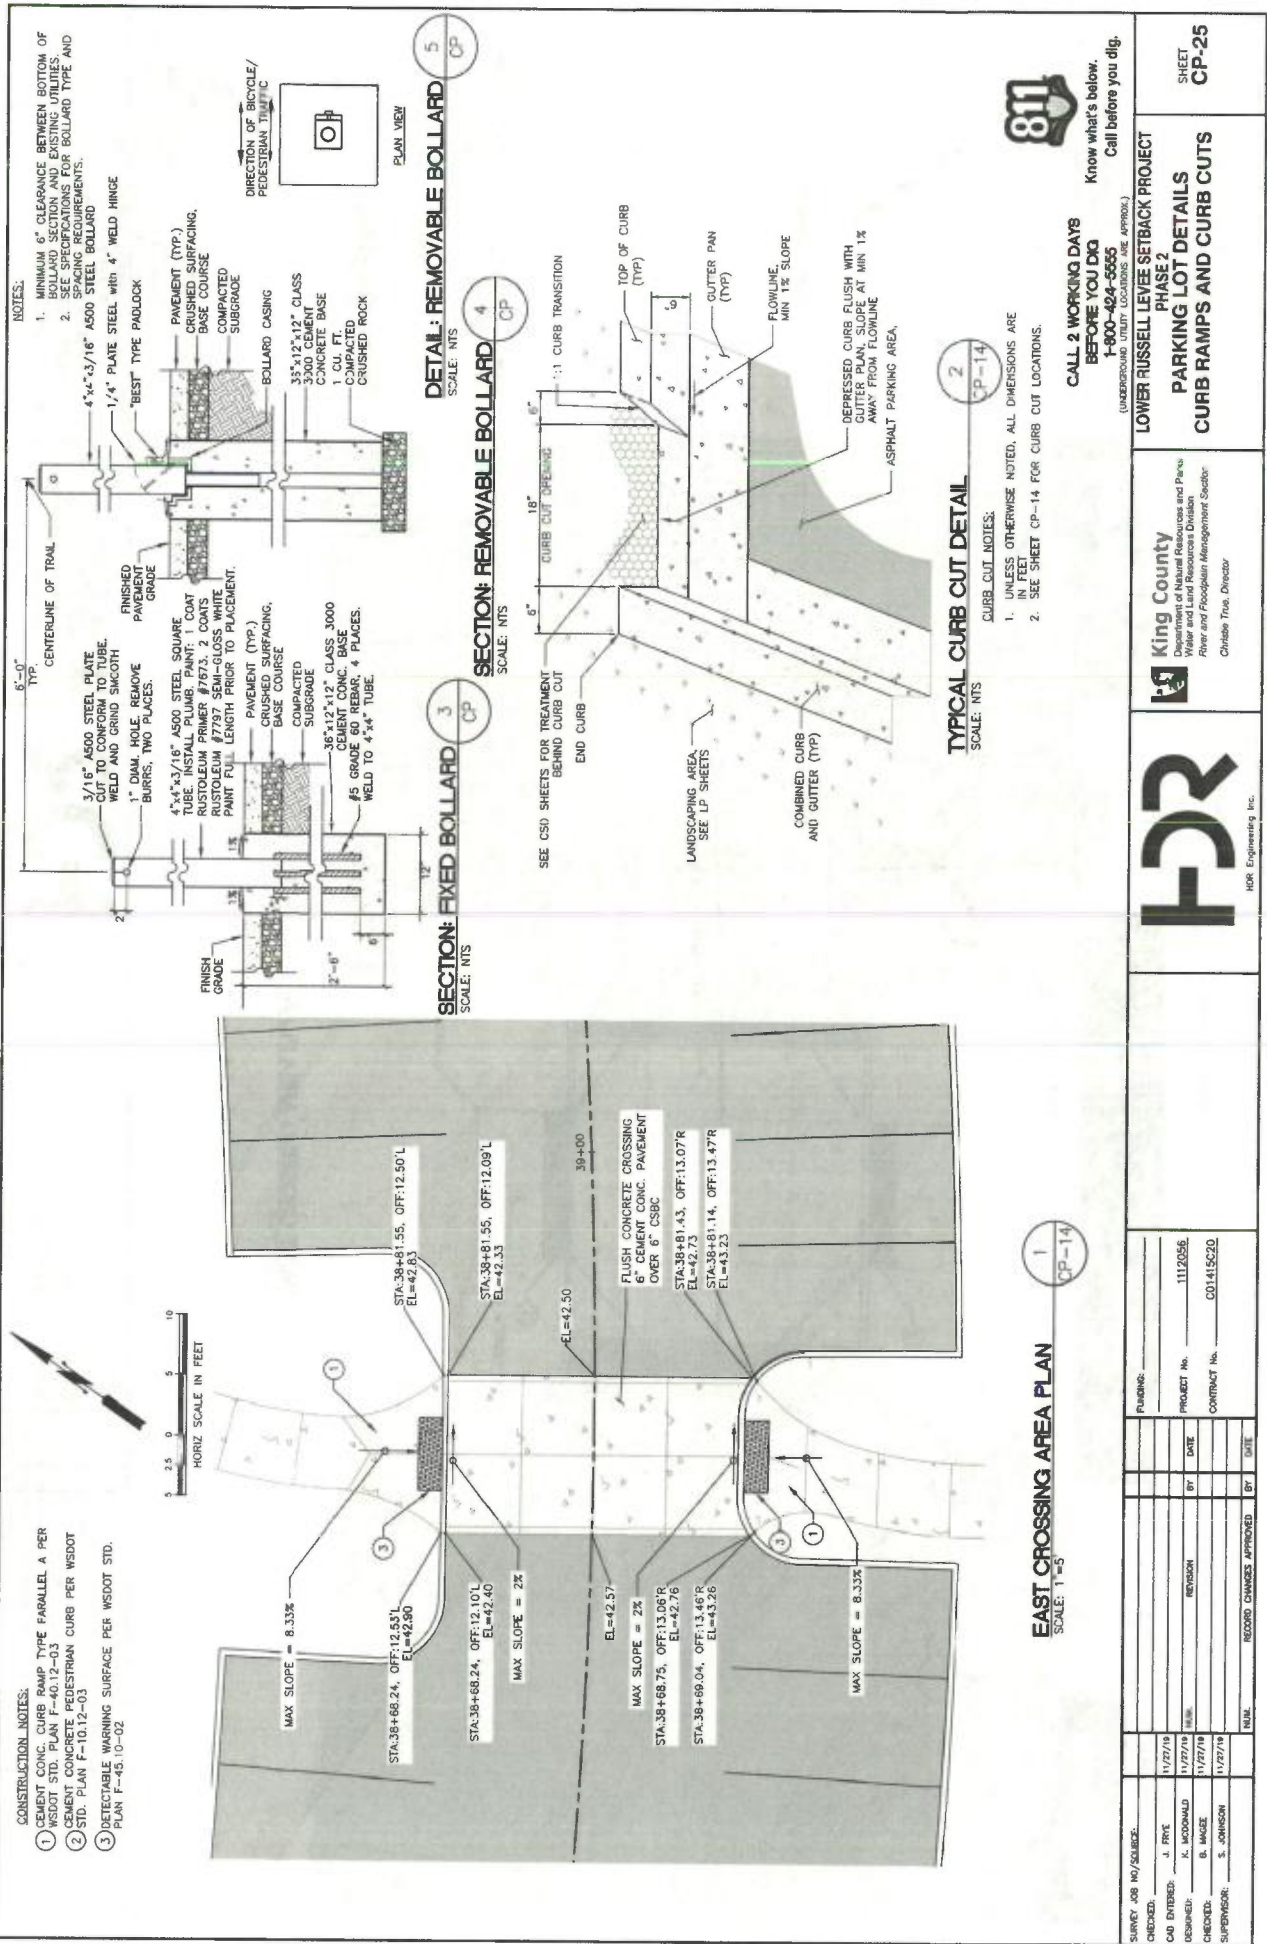 CONSTRUCTION NOTES:
1 CEMENT CONC. CURB RAMP TYPE PARALLEL A PER
WSDOT STD. PLAN F-40.12-03
2 CEMENT CONCRETE PEDESTRIAN CURB PER WSDOT
STD. PLAN F-10.12-03
3 DETECTABLE WARNING SURFACE PER WSDOT STD.
PLAN F-45.10-02
5 2.5 0 5 10
HORIZ SCALE IN FEET
MAX SLOPE = 8.33%
STA:38+68.24, OFF:12.53'L
EL=42.90
STA:38+68.24, OFF:12.10'L
EL=42.40
MAX SLOPE = 2%
EL=42.57
MAX SLOPE = 2%
STA:38+68.75, OFF:13.06'R
EL=42.76
STA:38+69.04, OFF:13.46'R
EL=43.26
MAX SLOPE = 8.33%
1
3
3
1
STA:38+81.55, OFF:12.50'L
EL=42.83
STA:38+81.55, OFF:12.09'L
EL=42.33
EL=42.50
39+00
FLUSH CONCRETE CROSSING
6" CEMENT CONC. PAVEMENT
OVER 6" CSBC
STA:38+81.43, OFF:13.07'R
EL=42.73
STA:38+81.14, OFF:13.47'R
EL=43.23
EAST CROSSING AREA PLAN
SCALE: 1"=5'
1
CP-14
6'-0"
TYP.
CENTERLINE OF TRAIL
3/16" A500 STEEL PLATE
CUT TO CONFORM TO TUBE.
WELD AND GRIND SMOOTH
1" DIAM. HOLE. REMOVE
BURRS, TWO PLACES.
4"x4"x3/16" A500 STEEL SQUARE
TUBE. INSTALL PLUMB. PAINT: 1 COAT
RUSTOLEUM PRIMER #7673. 2 COATS
RUSTOLEUM #7797 SEMI-GLOSS WHITE
PAINT FULL LENGTH PRIOR TO PLACEMENT.
PAVEMENT (TYP.)
CRUSHED SURFACING,
BASE COURSE
COMPACTED
SUBGRADE
36"x12"x12" CLASS 3000
CEMENT CONC. BASE
#5 GRADE 60 REBAR, 4 PLACES.
WELD TO 4"x4" TUBE.
FINISH
GRADE
2"
1%
1%
2'-6"
6"
12"
SECTION: FIXED BOLLARD
SCALE: NTS
3
CP
NOTES:
1. MINIMUM 6" CLEARANCE BETWEEN BOTTOM OF
BOLLARD SECTION AND EXISTING UTILITIES.
2. SEE SPECIFICATIONS FOR BOLLARD TYPE AND
SPACING REQUIREMENTS.
4"x4"x3/16" A500 STEEL BOLLARD
1/4" PLATE STEEL with 4" WELD HINGE
"BEST" TYPE PADLOCK
PAVEMENT (TYP.)
CRUSHED SURFACING,
BASE COURSE
COMPACTED
SUBGRADE
BOLLARD CASING
36"x12"x12" CLASS
3000 CEMENT
CONCRETE BASE
1 CU. FT.
COMPACTED
CRUSHED ROCK
FINISHED
PAVEMENT
GRADE
SECTION: REMOVABLE BOLLARD
SCALE: NTS
4
CP
DIRECTION OF BICYCLE/
PEDESTRIAN TRAFFIC
PLAN VIEW
DETAIL: REMOVABLE BOLLARD
SCALE: NTS
5
CP
SEE CSD SHEETS FOR TREATMENT
BEHIND CURB CUT
END CURB
LANDSCAPING AREA,
SEE LP SHEETS
COMBINED CURB
AND GUTTER (TYP)
6"
18"
CURB CUT OPENING
6"
1:1 CURB TRANSITION
TOP OF CURB
(TYP)
GUTTER PAN
(TYP)
FLOWLINE,
MIN 1% SLOPE
DEPRESSED CURB FLUSH WITH
GUTTER PLAN, SLOPE AT MIN 1%
AWAY FROM FLOWLINE
ASPHALT PARKING AREA,
TYPICAL CURB CUT DETAIL
SCALE: NTS
2
CP-14
CURB CUT NOTES:
1. UNLESS OTHERWISE NOTED, ALL DIMENSIONS ARE
IN FEET
2. SEE SHEET CP-14 FOR CURB CUT LOCATIONS.
811
CALL 2 WORKING DAYS
BEFORE YOU DIG
1-800-424-5555
(UNDERGROUND UTILITY LOCATIONS ARE APPROX.)
Know what's below.
Call before you dig.
SURVEY JOB NO/SOURCE:
CHECKED:
CAD ENTERED: J. FRYE 11/27/19
DESIGNED: K. MCDONALD 11/27/19
CHECKED: B. MAGEE 11/27/19
SUPERVISOR: S. JOHNSON 11/27/19
NUM. REVISION BY DATE
NUM. RECORD CHANGES APPROVED BY DATE
FUNDING:
PROJECT No. 1112056
CONTRACT No. C01415C20
HDR
HDR Engineering Inc.
King County
Department of Natural Resources and Parks
Water and Land Resources Division
River and Floodplain Management Section
Christie True, Director
LOWER RUSSELL LEVEE SETBACK PROJECT
PHASE 2
PARKING LOT DETAILS
CURB RAMPS AND CURB CUTS
SHEET
CP-25